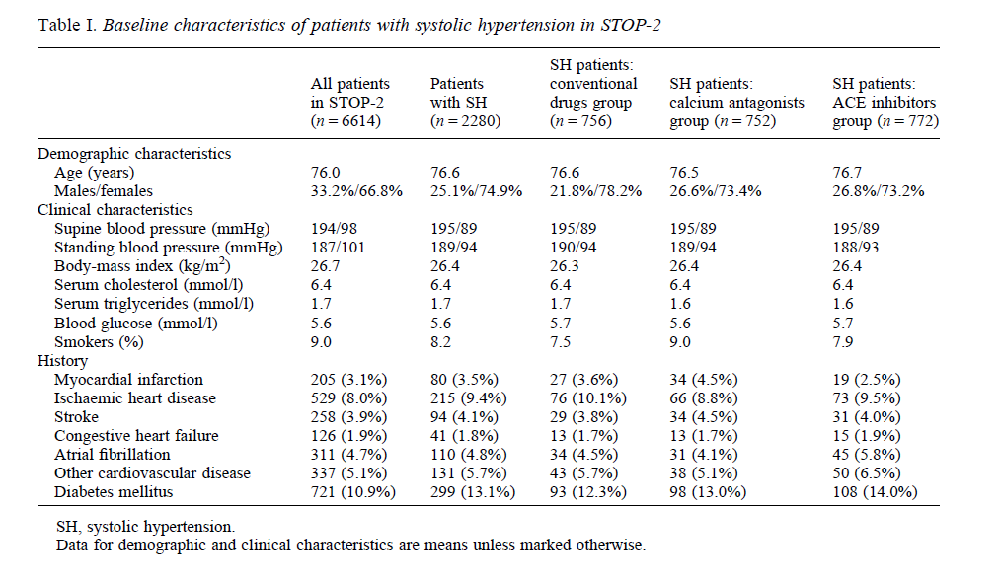 Table I. Baseline characteristics of patients with systolic hypertension in STOP-2
All patients in STOP-2 (n = 6614) Patients with SH (n = 2280) SH patients: conventional drugs group (n = 756) SH patients: calcium antagonists group (n = 752) SH patients: ACE inhibitors group (n = 772)
Demographic characteristics
Age (years) 76.0 76.6 76.6 76.5 76.7
Males/females 33.2%/66.8% 25.1%/74.9% 21.8%/78.2% 26.6%/73.4% 26.8%/73.2%
Clinical characteristics
Supine blood pressure (mmHg) 194/98 195/89 195/89 195/89 195/89
Standing blood pressure (mmHg) 187/101 189/94 190/94 189/94 188/93
Body-mass index (kg/m²) 26.7 26.4 26.3 26.4 26.4
Serum cholesterol (mmol/l) 6.4 6.4 6.4 6.4 6.4
Serum triglycerides (mmol/l) 1.7 1.7 1.7 1.6 1.6
Blood glucose (mmol/l) 5.6 5.6 5.7 5.6 5.7
Smokers (%) 9.0 8.2 7.5 9.0 7.9
History
Myocardial infarction 205 (3.1%) 80 (3.5%) 27 (3.6%) 34 (4.5%) 19 (2.5%)
Ischaemic heart disease 529 (8.0%) 215 (9.4%) 76 (10.1%) 66 (8.8%) 73 (9.5%)
Stroke 258 (3.9%) 94 (4.1%) 29 (3.8%) 34 (4.5%) 31 (4.0%)
Congestive heart failure 126 (1.9%) 41 (1.8%) 13 (1.7%) 13 (1.7%) 15 (1.9%)
Atrial fibrillation 311 (4.7%) 110 (4.8%) 34 (4.5%) 31 (4.1%) 45 (5.8%)
Other cardiovascular disease 337 (5.1%) 131 (5.7%) 43 (5.7%) 38 (5.1%) 50 (6.5%)
Diabetes mellitus 721 (10.9%) 299 (13.1%) 93 (12.3%) 98 (13.0%) 108 (14.0%)
SH, systolic hypertension.
Data for demographic and clinical characteristics are means unless marked otherwise.